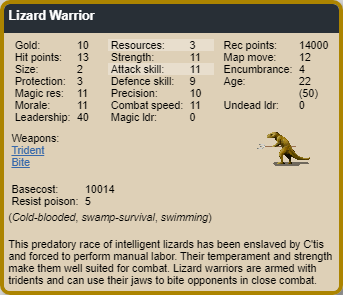 Lizard Warrior
Gold: 10 Resources: 3 Rec points: 14000
Hit points: 13 Strength: 11 Map move: 12
Size: 2 Attack skill: 11 Encumbrance: 4
Protection: 3 Defence skill: 9 Age: 22
Magic res: 11 Precision: 10 (50)
Morale: 11 Combat speed: 11 Undead ldr: 0
Leadership: 40 Magic ldr: 0
Weapons:
Trident
Bite
Basecost: 10014
Resist poison: 5
(Cold-blooded, swamp-survival, swimming)
This predatory race of intelligent lizards has been enslaved by C'tis
and forced to perform manual labor. Their temperament and strength
make them well suited for combat. Lizard warriors are armed with
tridents and can use their jaws to bite opponents in close combat.